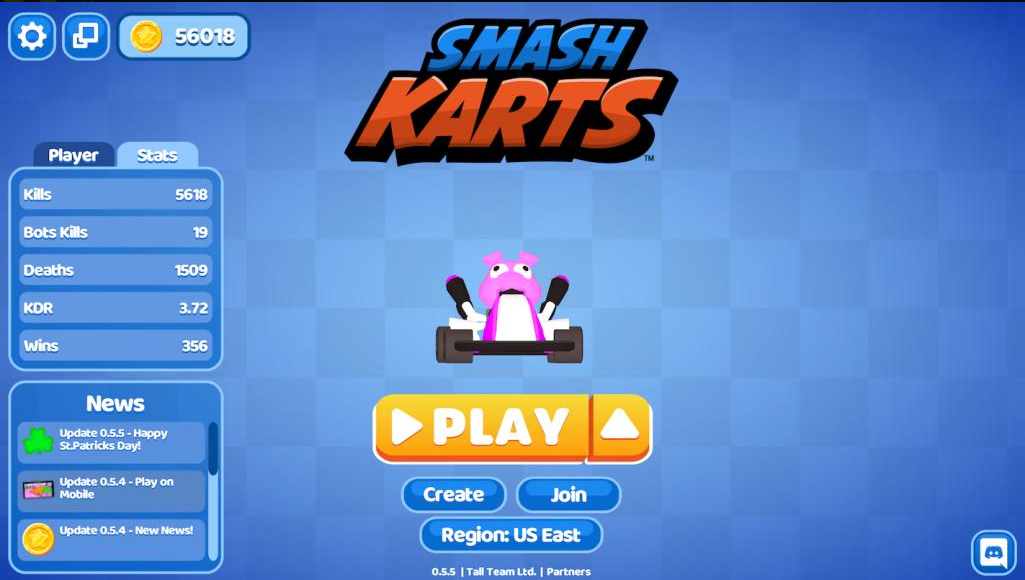 56018
SMASH
KARTS
TM
Player Stats
Kills 5618
Bots Kills 19
Deaths 1509
KDR 3.72
Wins 356
News
Update 0.5.5 - Happy
St.Patricks Day!
Update 0.5.4 - Play on
Mobile
Update 0.5.4 - New News!
PLAY
Create Join
Region: US East
0.5.5 | Tall Team Ltd. | Partners